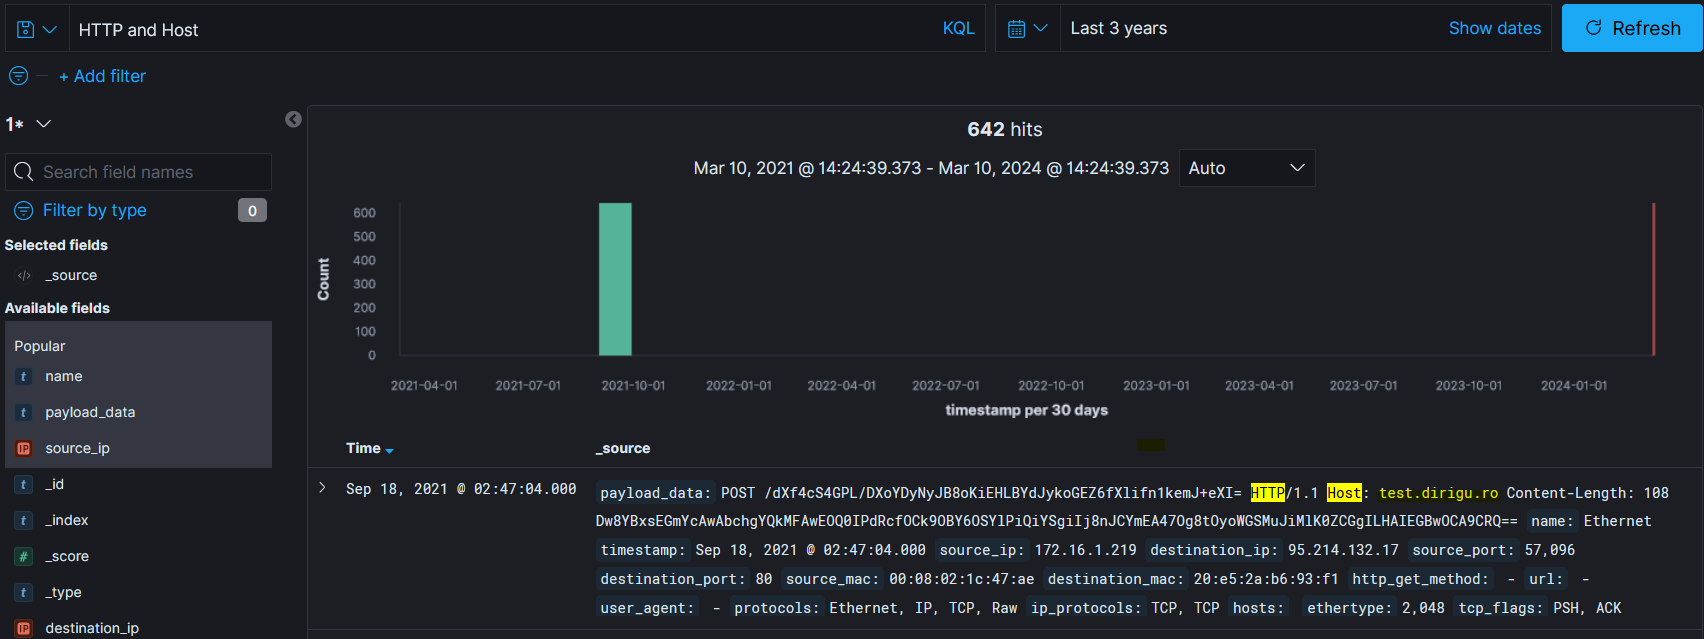 HTTP and Host
KQL
Last 3 years
Show dates
Refresh
+ Add filter
1*
Search field names
Filter by type
0
Selected fields
_source
Available fields
Popular
name
payload_data
source_ip
_id
_index
_score
_type
destination_ip
642 hits
Mar 10, 2021 @ 14:24:39.373 - Mar 10, 2024 @ 14:24:39.373
Auto
Count
600
500
400
300
200
100
0
2021-04-01 2021-07-01 2021-10-01 2022-01-01 2022-04-01 2022-07-01 2022-10-01 2023-01-01 2023-04-01 2023-07-01 2023-10-01 2024-01-01
timestamp per 30 days
Time _source
Sep 18, 2021 @ 02:47:04.000
payload_data: POST /dXf4cS4GPL/DXoYDyNyJB8oKiEHLBYdJykoGEZ6fXlifn1kemJ+eXI= HTTP/1.1 Host: test.dirigu.ro Content-Length: 108
Dw8YBxsEGmYcAwAbchgYQkMFAwEOQ0IPdRcfOCk9OBY6OSYlPiQiYSgiIj8nJCYmEA47Og8tOyoWGSMuJiMlK0ZCGgILHAIEGBwOCA9CRQ== name: Ethernet
timestamp: Sep 18, 2021 @ 02:47:04.000 source_ip: 172.16.1.219 destination_ip: 95.214.132.17 source_port: 57,096
destination_port: 80 source_mac: 00:08:02:1c:47:ae destination_mac: 20:e5:2a:b6:93:f1 http_get_method: - url: -
user_agent: - protocols: Ethernet, IP, TCP, Raw ip_protocols: TCP, TCP hosts: ethertype: 2,048 tcp_flags: PSH, ACK